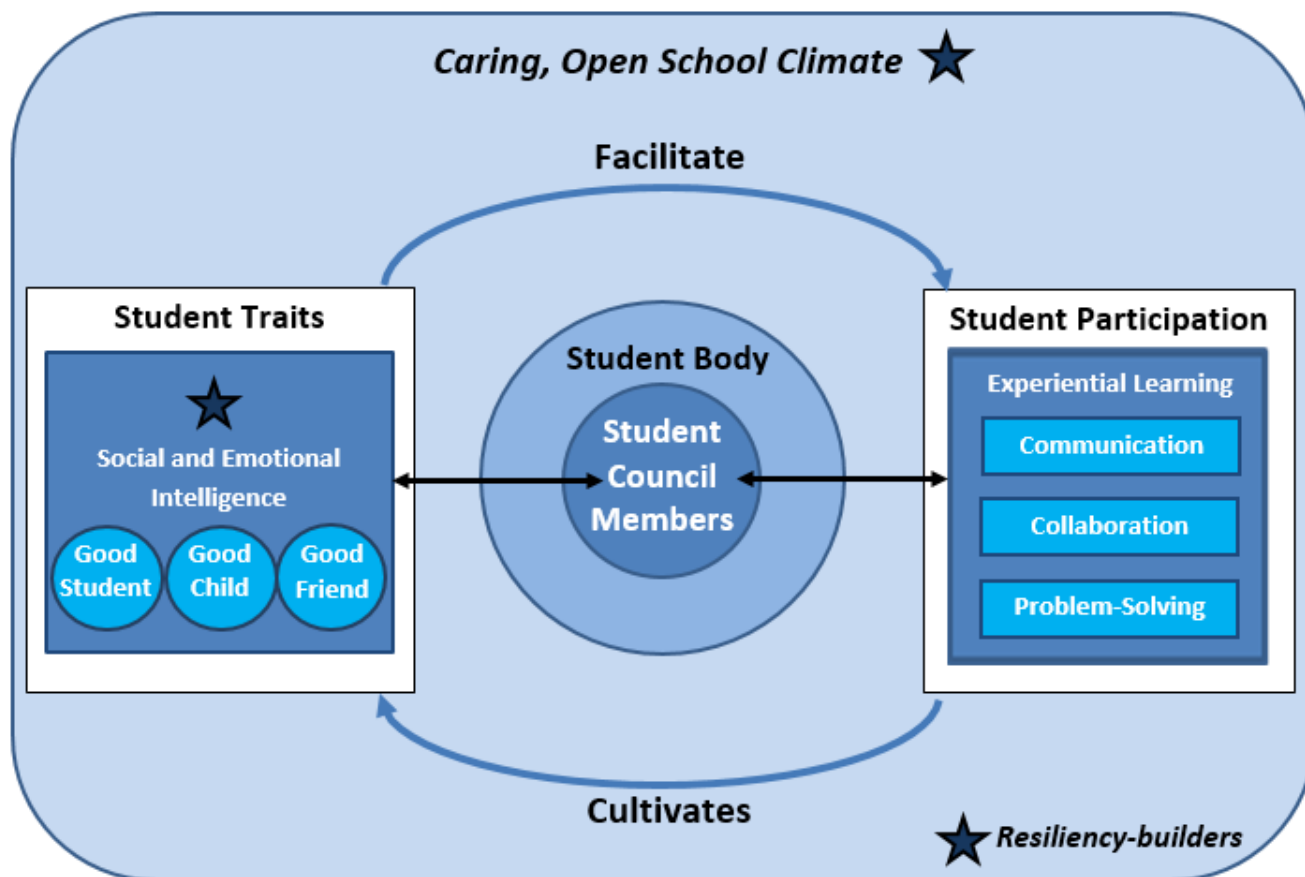 Caring, Open School Climate
Facilitate
Student Traits
Social and Emotional
Intelligence
Good
Student
Good
Child
Good
Friend
Student Body
Student
Council
Members
Student Participation
Experiential Learning
Communication
Collaboration
Problem-Solving
Cultivates
Resiliency-builders